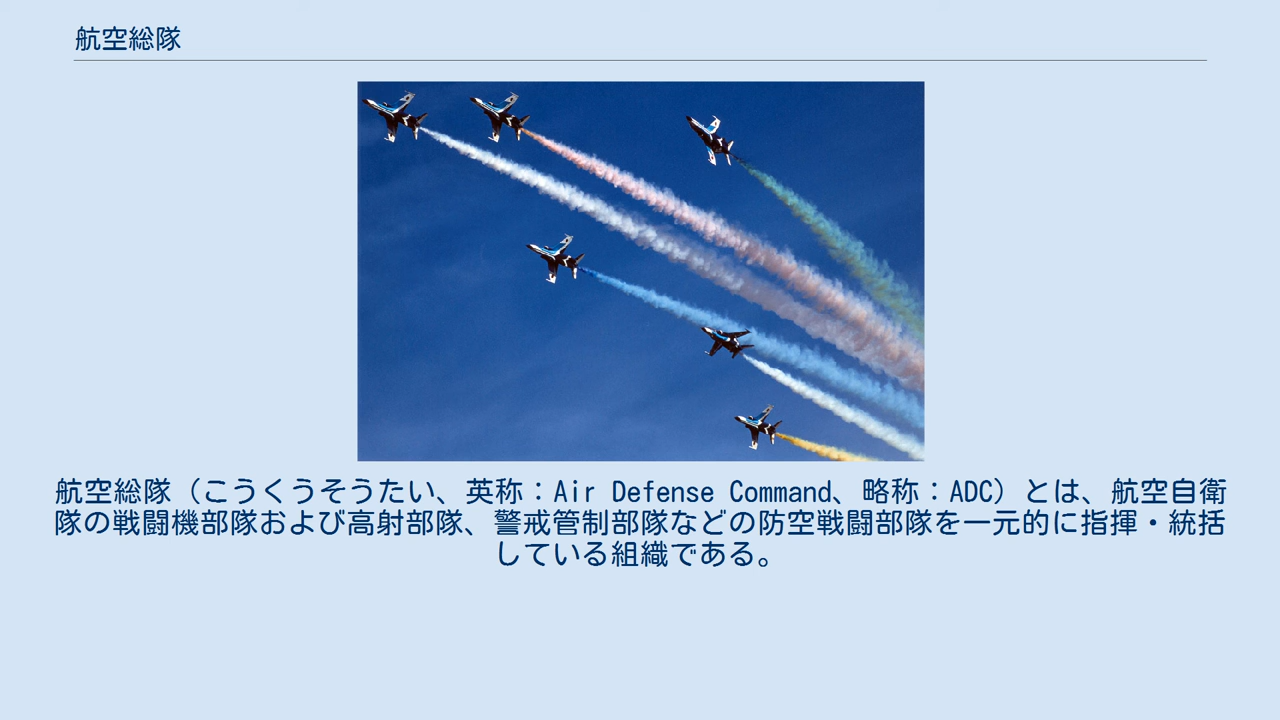 航空総隊
航空総隊（こうくうそうたい、英称：Air Defense Command、略称：ADC）とは、航空自衛
隊の戦闘機部隊および高射部隊、警戒管制部隊などの防空戦闘部隊を一元的に指揮・統括
している組織である。